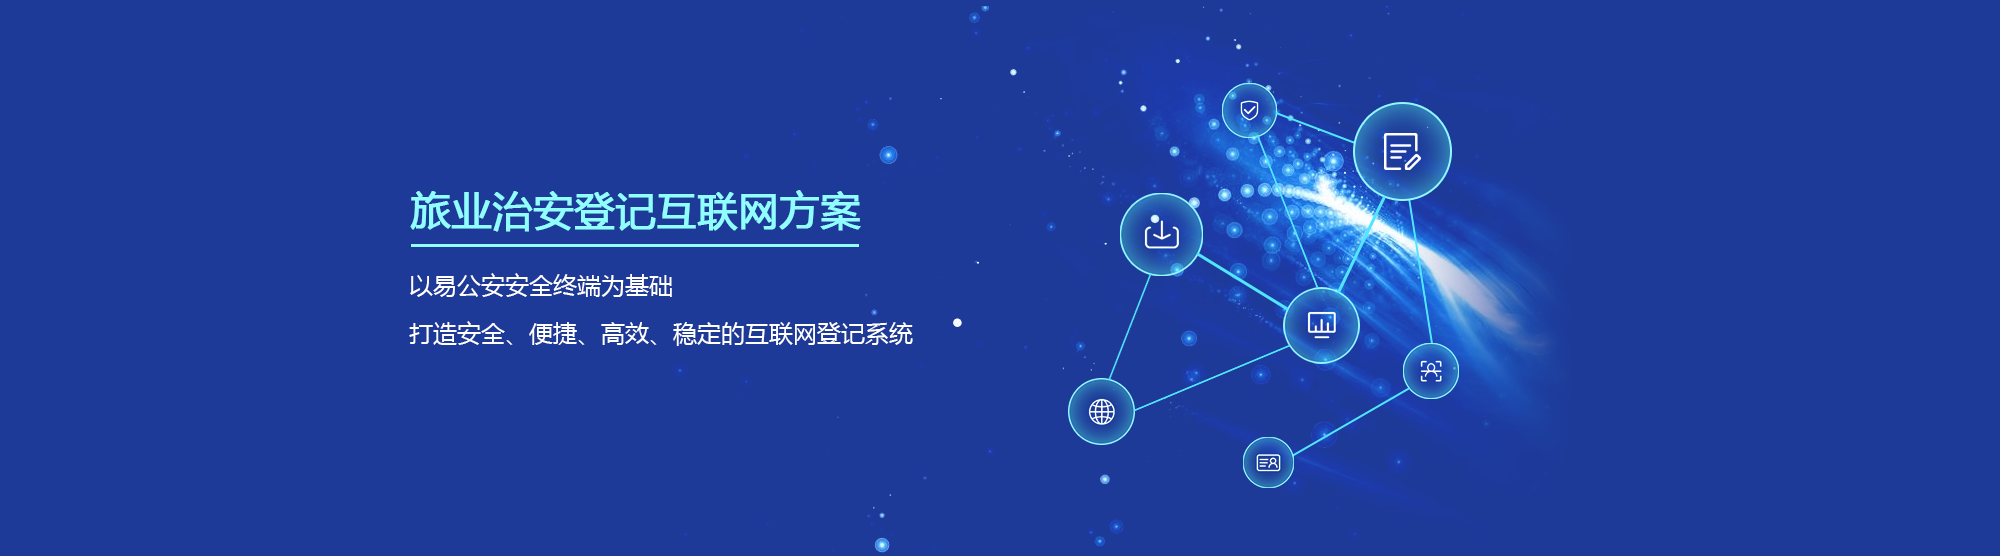 旅业治安登记互联网方案
以易公安安全终端为基础
打造安全、便捷、高效、稳定的互联网登记系统